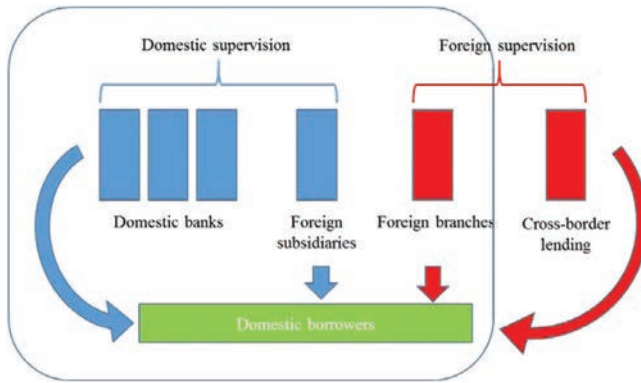 Domestic supervision
Foreign supervision
Domestic banks
Foreign
subsidiaries
Foreign branches
Cross-border
lending
Domestic borrowers